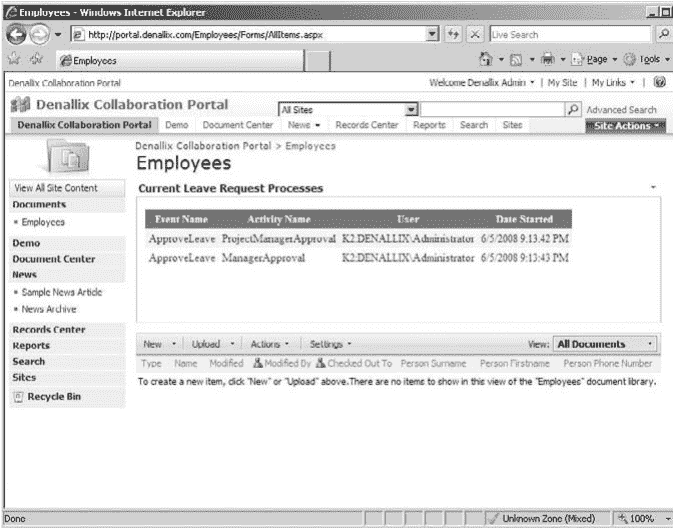 Employees - Windows Internet Explorer
http://portal.denallix.com/Employees/Forms/AllItems.aspx
Live Search
Employees
Page
Tools
Denallix Collaboration Portal
Welcome Denallix Admin
My Site
My Links
Denallix Collaboration Portal
All Sites
Advanced Search
Denallix Collaboration Portal Demo Document Center News Records Center Reports Search Sites
Site Actions
Denallix Collaboration Portal > Employees
Employees
View All Site Content
Documents
Employees
Demo
Document Center
News
Sample News Article
News Archive
Records Center
Reports
Search
Sites
Recycle Bin
Current Leave Request Processes
Event Name Activity Name User Date Started
ApproveLeave ProjectManagerApproval K2:DENALLIX\Administrator 6/5/2008 9:13:42 PM
ApproveLeave ManagerApproval K2:DENALLIX\Administrator 6/5/2008 9:13:43 PM
New Upload Actions Settings View: All Documents
Type Name Modified Modified By Checked Out To Person Surname Person Firstname Person Phone Number
To create a new item, click "New" or "Upload" above.There are no items to show in this view of the "Employees" document library.
Done
Unknown Zone (Mixed)
100%